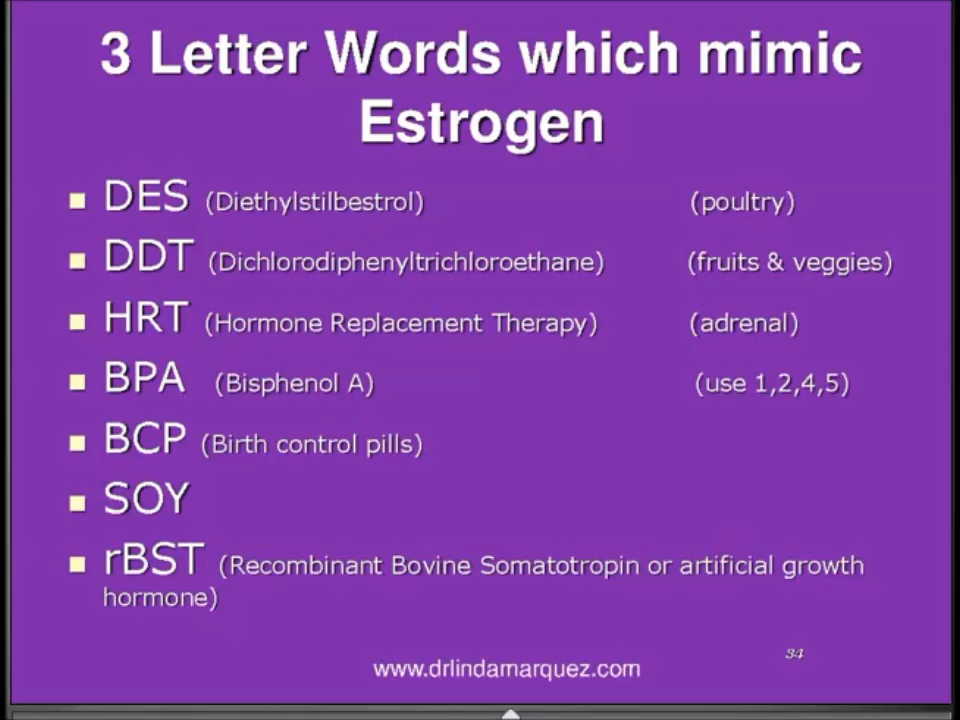 3 Letter Words which mimic
Estrogen
DES (Diethylstilbestrol) (poultry)
DDT (Dichlorodiphenyltrichloroethane) (fruits & veggies)
HRT (Hormone Replacement Therapy) (adrenal)
BPA (Bisphenol A) (use 1,2,4,5)
BCP (Birth control pills)
SOY
rBST (Recombinant Bovine Somatotropin or artificial growth
hormone)
34
www.drlindamarquez.com